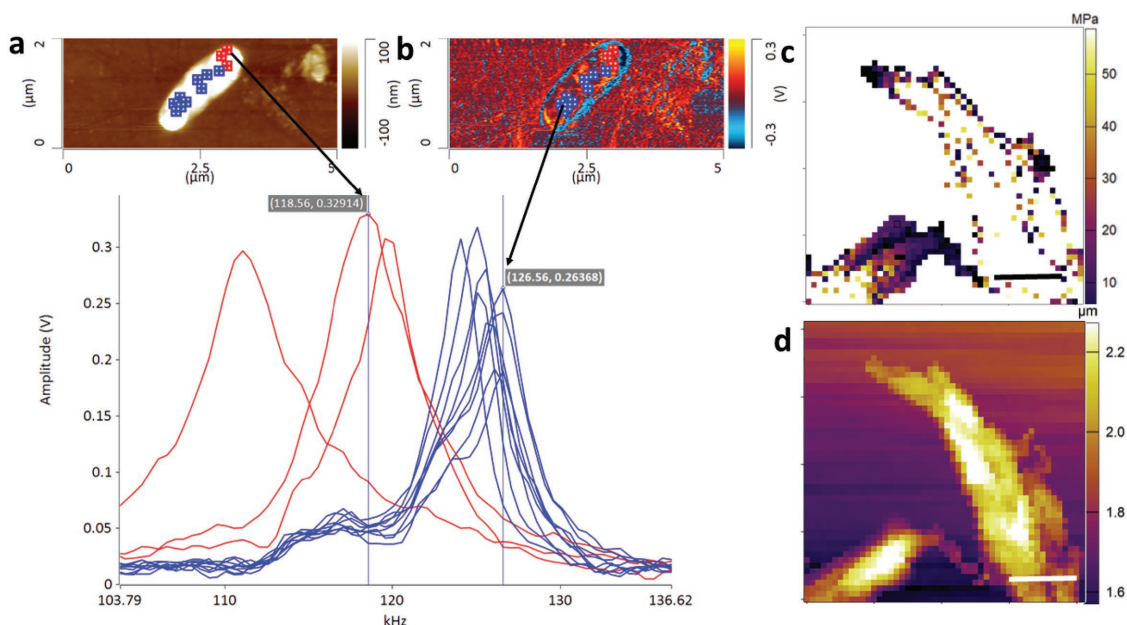 a
2
(µm)
0
0
2.5
(µm)
5
100
(nm)
-100
b
2
(µm)
0
0
2.5
(µm)
5
0.3
(V)
-0.3
(118.56, 0.32914)
(126.56, 0.26368)
Amplitude (V)
0.3
0.25
0.2
0.15
0.1
0.05
0
103.79
110
120
130
136.62
kHz
c
MPa
50
40
30
20
10
d
µm
2.2
2.0
1.8
1.6